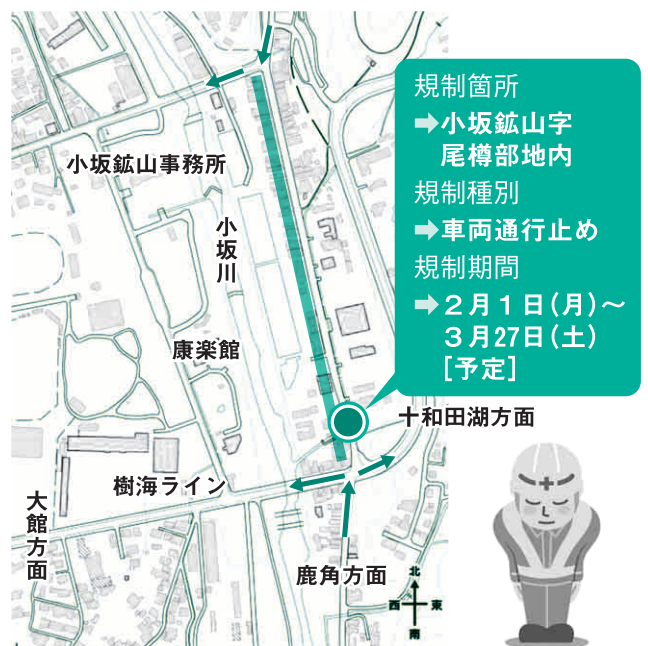 規制箇所
➡小坂鉱山字
尾樽部地内
規制種別
➡車両通行止め
規制期間
➡２月１日(月)～
３月27日(土)
[予定]
小坂鉱山事務所
小坂川
康楽館
十和田湖方面
樹海ライン
大館方面
鹿角方面
北
西 東
南